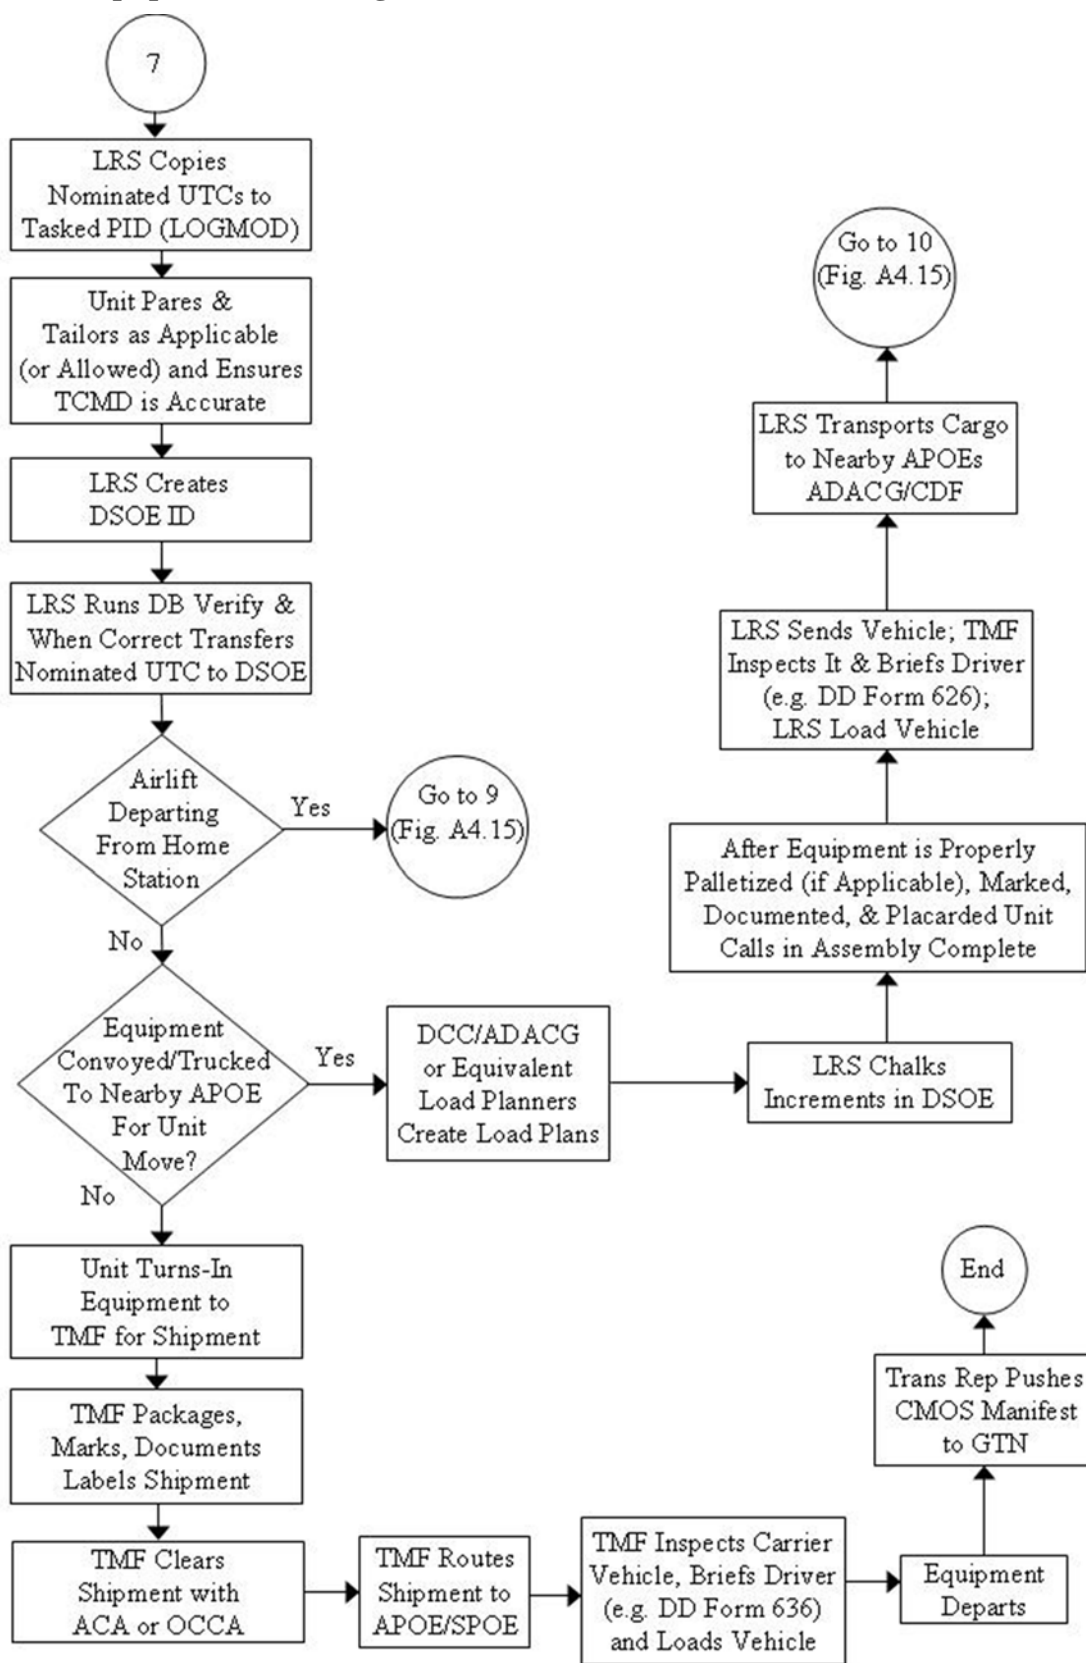 7
LRS Copies
Nominated UTCs to
Tasked PID (LOGMOD)
Unit Pares &
Tailors as Applicable
(or Allowed) and Ensures
TCMD is Accurate
LRS Creates
DSOE ID
LRS Runs DB Verify &
When Correct Transfers
Nominated UTC to DSOE
Airlift
Departing
From Home
Station
Yes
Go to 9
(Fig. A4.15)
No
Equipment
Convoyed/Trucked
To Nearby APOE
For Unit
Move?
Yes
DCC/ADACG
or Equivalent
Load Planners
Create Load Plans
LRS Chalks
Increments in DSOE
After Equipment is Properly
Palletized (if Applicable), Marked,
Documented, & Placarded Unit
Calls in Assembly Complete
LRS Sends Vehicle; TMF
Inspects It & Briefs Driver
(e.g. DD Form 626);
LRS Load Vehicle
LRS Transports Cargo
to Nearby APOEs
ADACG/CDF
Go to 10
(Fig. A4.15)
No
Unit Turns-In
Equipment to
TMF for Shipment
TMF Packages,
Marks, Documents
Labels Shipment
TMF Clears
Shipment with
ACA or OCCA
TMF Routes
Shipment to
APOE/SPOE
TMF Inspects Carrier
Vehicle, Briefs Driver
(e.g. DD Form 636)
and Loads Vehicle
Equipment
Departs
Trans Rep Pushes
CMOS Manifest
to GTN
End